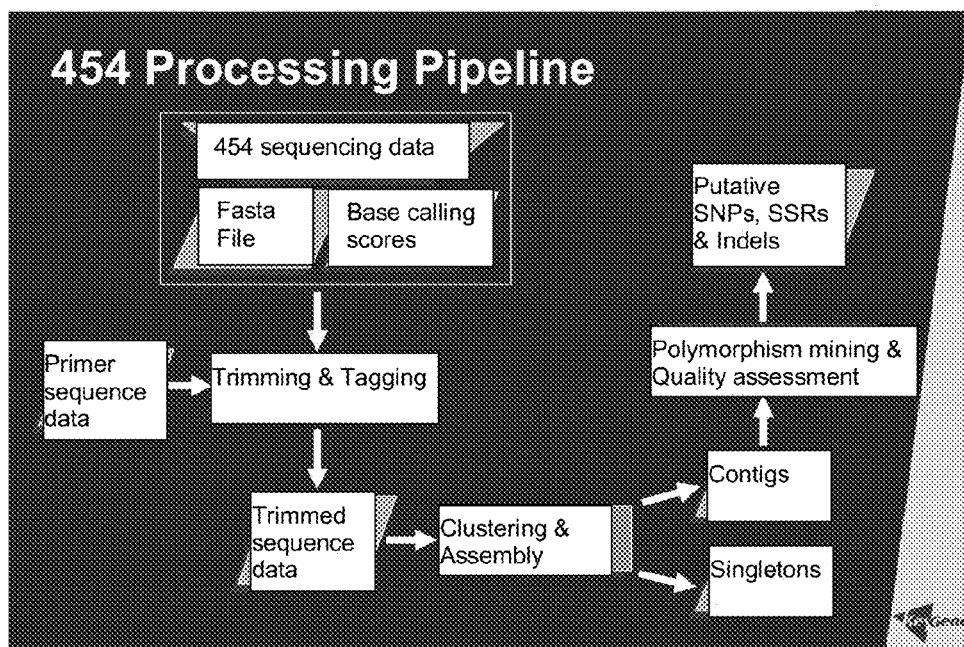 454 Processing Pipeline
454 sequencing data
Fasta
File
Base calling
scores
Putative
SNPs, SSRs
& Indels
Primer
sequence
data
Trimming & Tagging
Polymorphism mining &
Quality assessment
Trimmed
sequence
data
Clustering &
Assembly
Contigs
Singletons